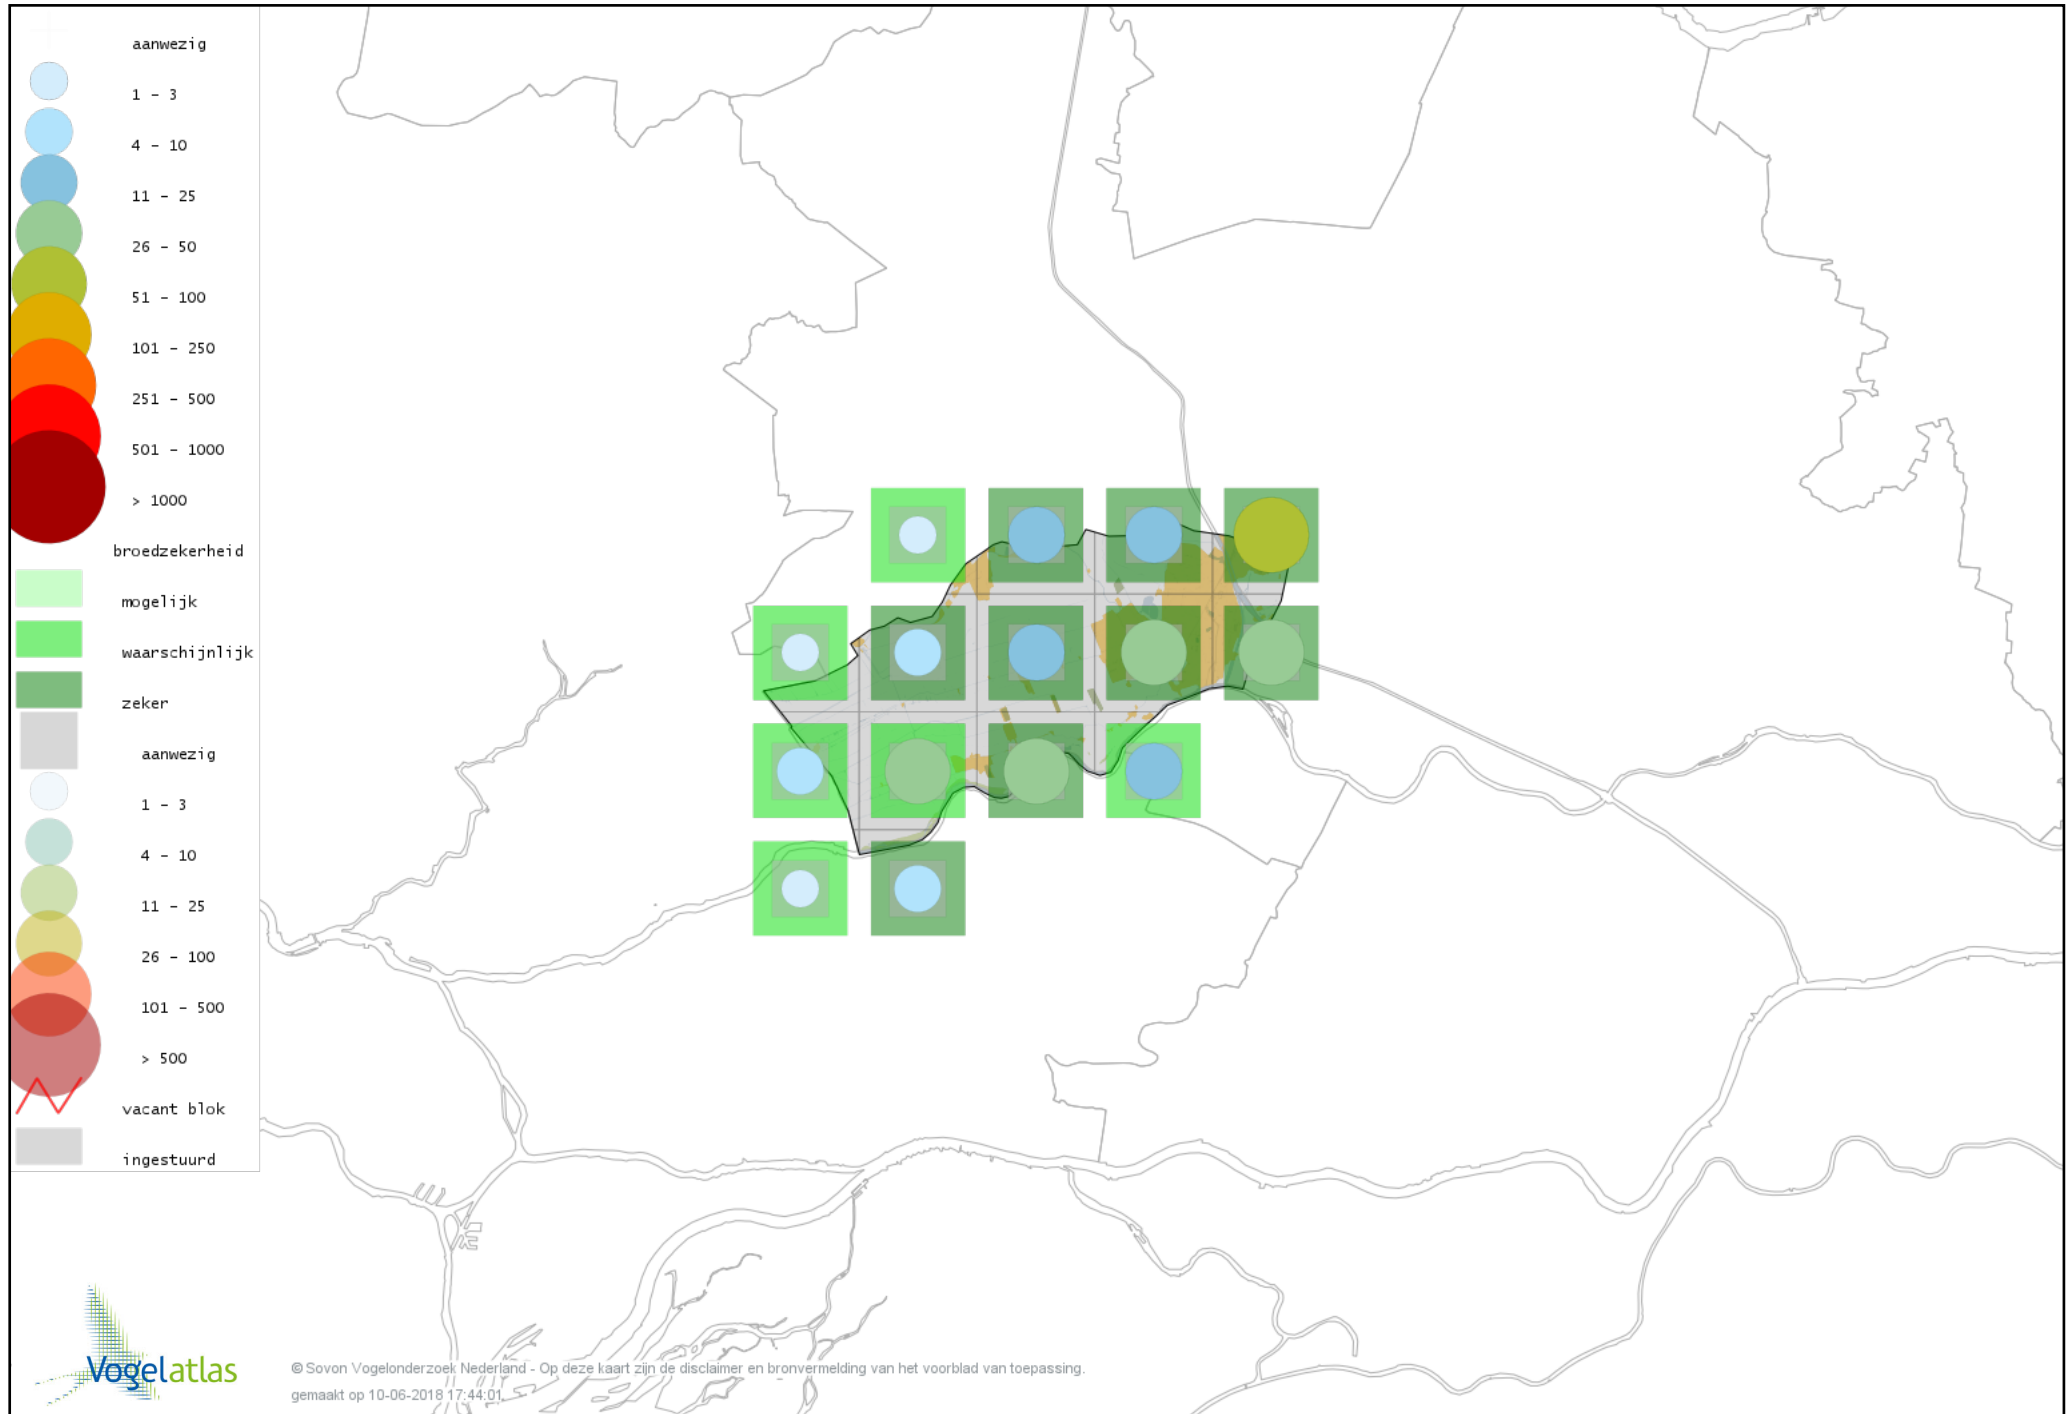 aanwezig
1 - 3
4 - 10
11 - 25
26 - 50
51 - 100
101 - 250
251 - 500
501 - 1000
> 1000
broedzekerheid
mogelijk
waarschijnlijk
zeker
aanwezig
1 - 3
4 - 10
11 - 25
26 - 100
101 - 500
> 500
vacant blok
ingestuurd
Vogelatlas
© Sovon Vogelonderzoek Nederland - Op deze kaart zijn de disclaimer en bronvermelding van het voorblad van toepassing.
gemaakt op 10-06-2018 17:44:01